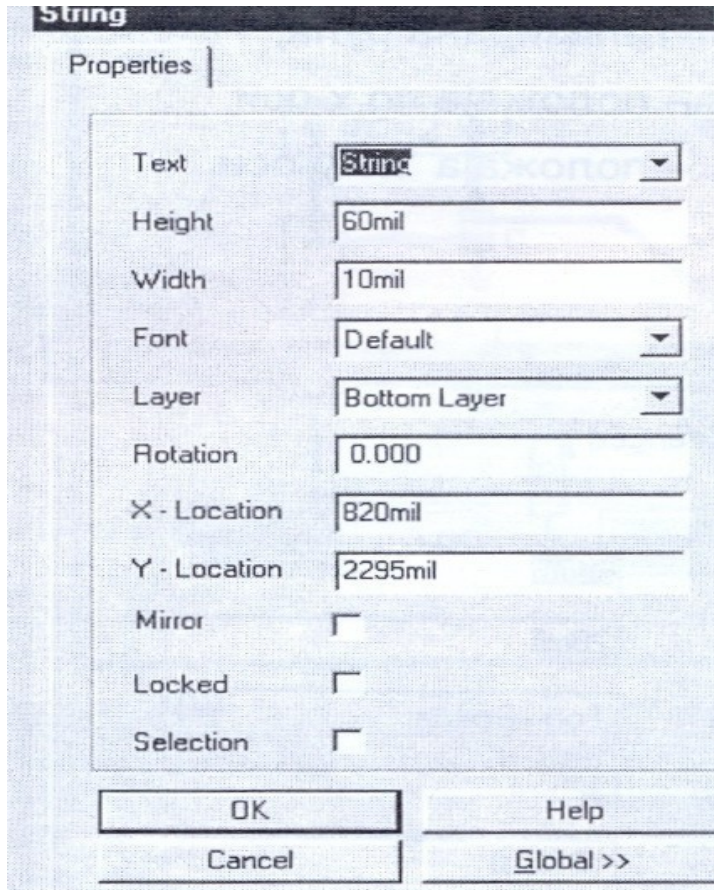 String
Properties
Text String
Height 60mil
Width 10mil
Font Default
Layer Bottom Layer
Rotation 0.000
X - Location 820mil
Y - Location 2295mil
Mirror
Locked
Selection
OK Help
Cancel Global >>